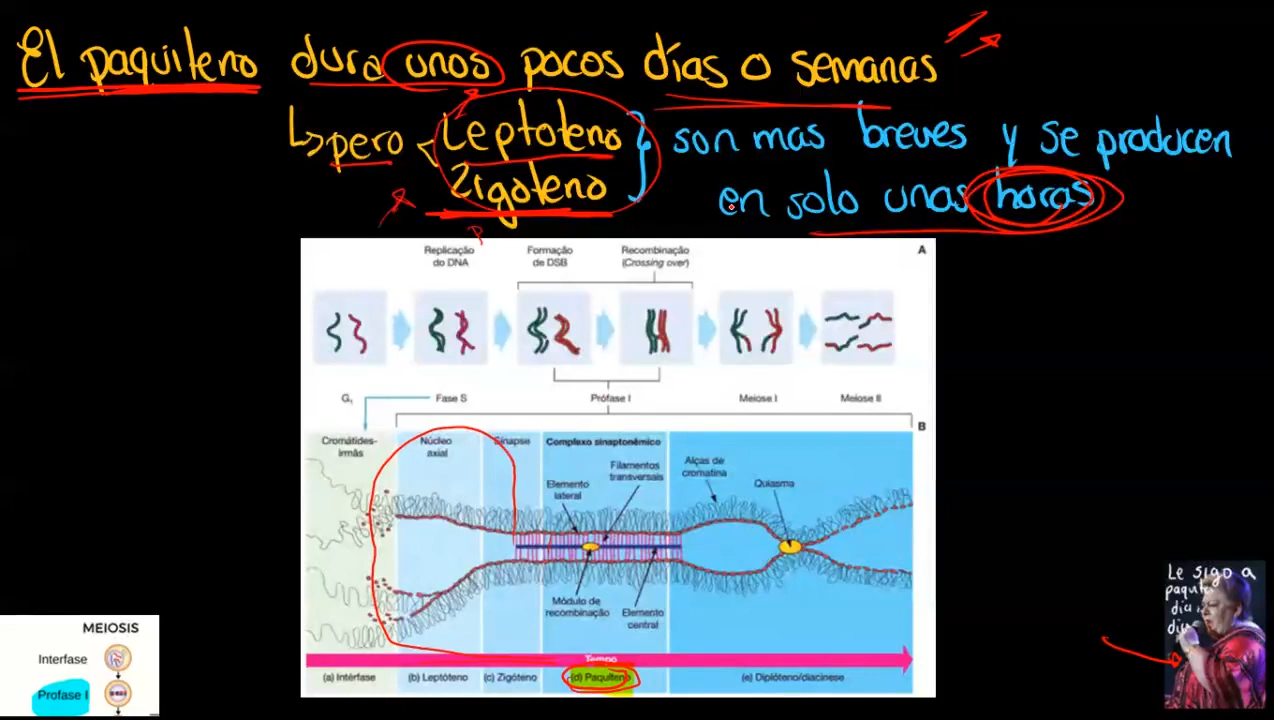 El paquiteno dura unos pocos días o semanas
↳ pero < Leptoteno } son mas breves y se producen
Zigoteno en solo unas horas
Replicação do DNA
Formação de DSB
Recombinação (Crossing over)
A
G₁
Fase S
Prófase I
Meiose I
Meiose II
B
Cromátides-irmãs
Núcleo axial
Sinapse
Complexo sinaptonêmico
Elemento lateral
Filamentos transversais
Alças de cromatina
Quiasma
Módulo de recombinação
Elemento central
Tempo
(a) Intérfase
(b) Leptóteno
(c) Zigóteno
(d) Paquíteno
(e) Diplóteno/diacinese
MEIOSIS
Interfase
Profase I
Le sigo a